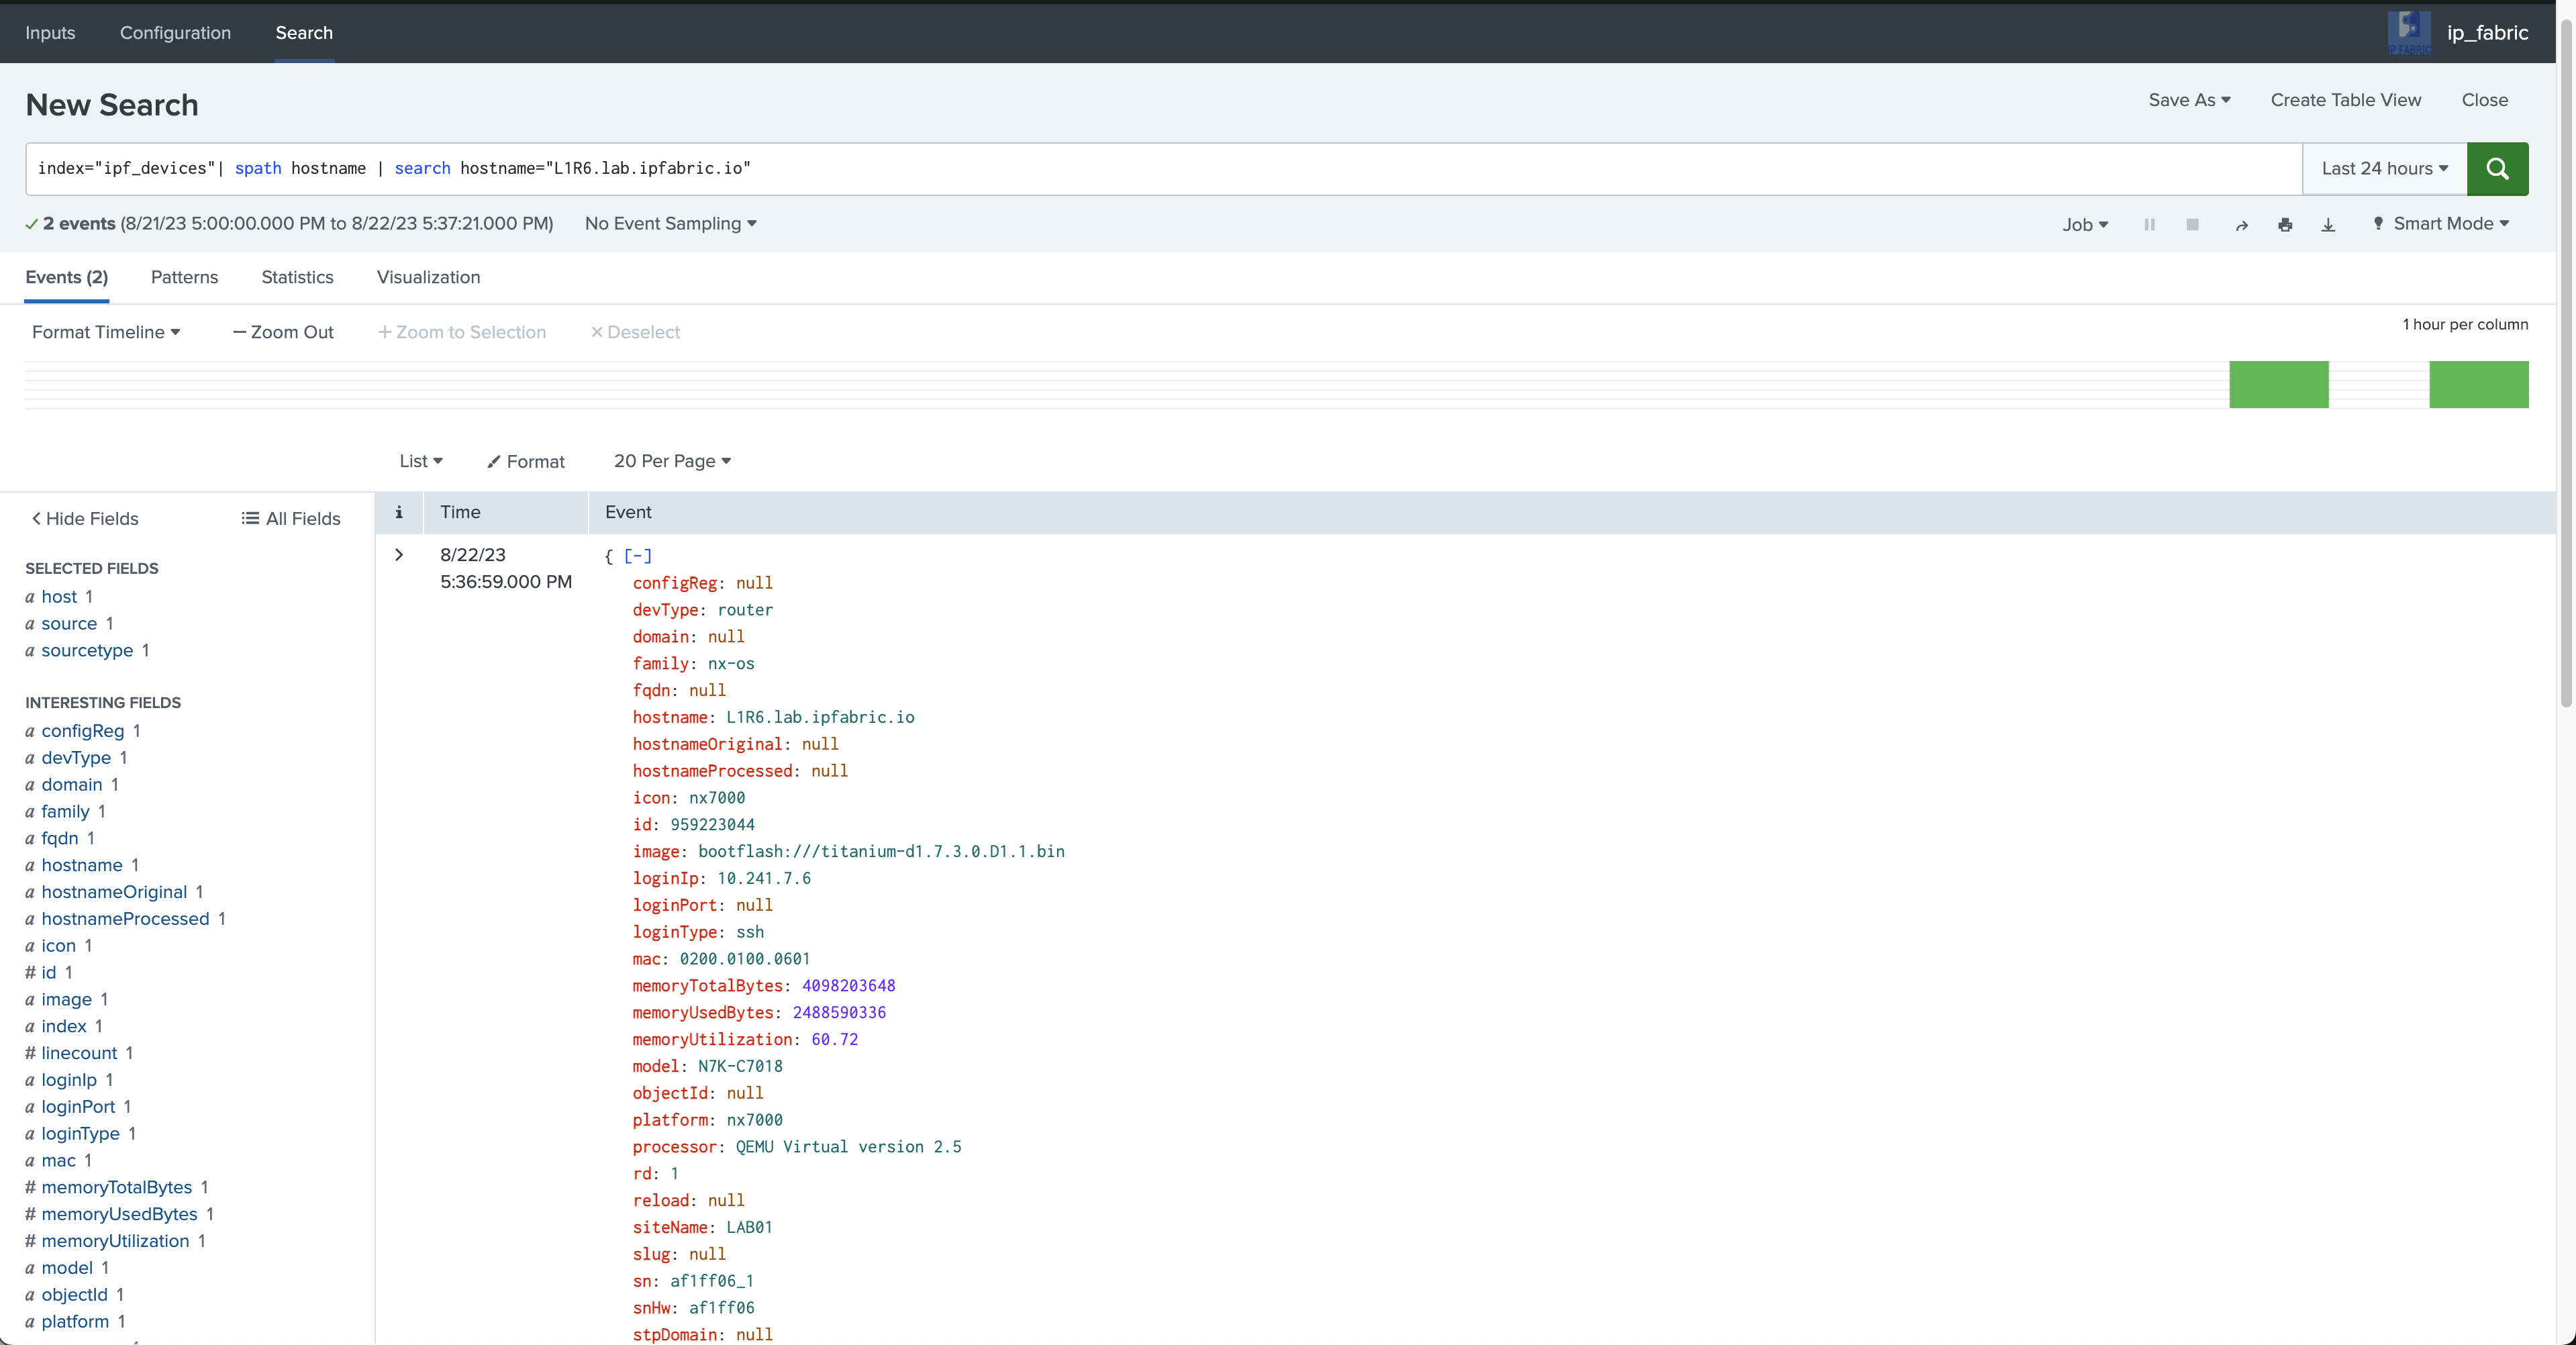 Inputs Configuration Search ip_fabric
IP FABRIC
New Search Save As Create Table View Close
index="ipf_devices"| spath hostname | search hostname="L1R6.lab.ipfabric.io" Last 24 hours
2 events (8/21/23 5:00:00.000 PM to 8/22/23 5:37:21.000 PM) No Event Sampling Job Smart Mode
Events (2) Patterns Statistics Visualization
Format Timeline — Zoom Out + Zoom to Selection × Deselect 1 hour per column
List Format 20 Per Page
< Hide Fields All Fields
SELECTED FIELDS
a host 1
a source 1
a sourcetype 1
INTERESTING FIELDS
a configReg 1
a devType 1
a domain 1
a family 1
a fqdn 1
a hostname 1
a hostnameOriginal 1
a hostnameProcessed 1
a icon 1
# id 1
a image 1
a index 1
# linecount 1
a loginIp 1
a loginPort 1
a loginType 1
a mac 1
# memoryTotalBytes 1
# memoryUsedBytes 1
# memoryUtilization 1
a model 1
a objectId 1
a platform 1
i Time Event
> 8/22/23
5:36:59.000 PM
{ [-]
configReg: null
devType: router
domain: null
family: nx-os
fqdn: null
hostname: L1R6.lab.ipfabric.io
hostnameOriginal: null
hostnameProcessed: null
icon: nx7000
id: 959223044
image: bootflash:///titanium-d1.7.3.0.D1.1.bin
loginIp: 10.241.7.6
loginPort: null
loginType: ssh
mac: 0200.0100.0601
memoryTotalBytes: 4098203648
memoryUsedBytes: 2488590336
memoryUtilization: 60.72
model: N7K-C7018
objectId: null
platform: nx7000
processor: QEMU Virtual version 2.5
rd: 1
reload: null
siteName: LAB01
slug: null
sn: af1ff06_1
snHw: af1ff06
stpDomain: null